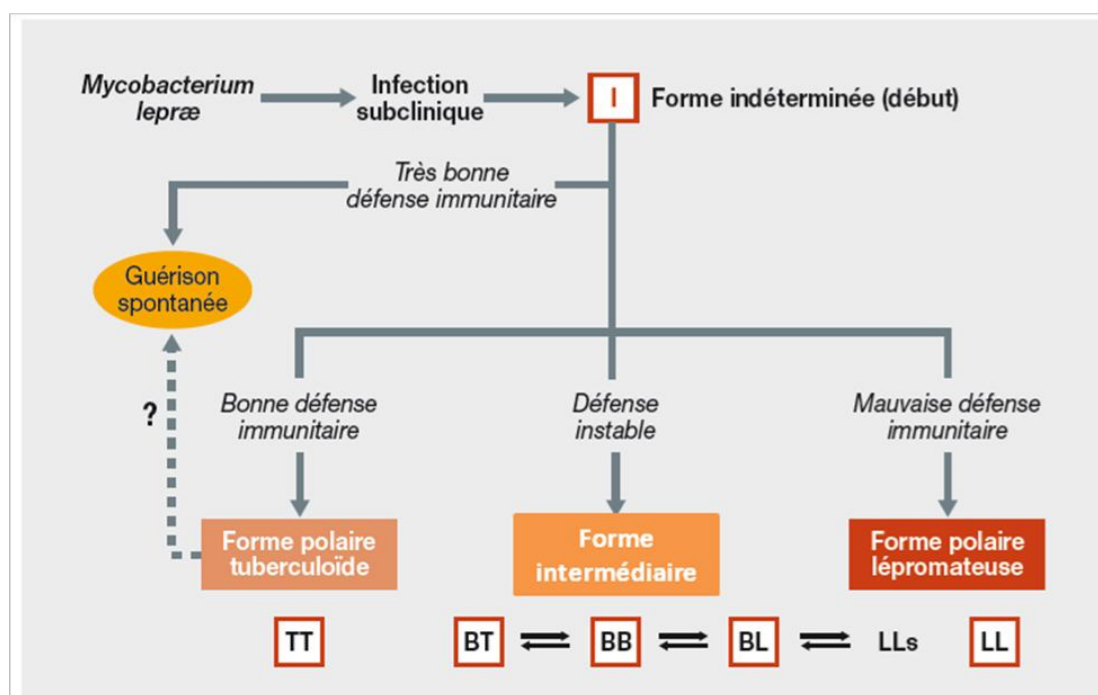 Mycobacterium
lepræ
Infection
subclinique
I
Forme indéterminée (début)
Très bonne
défense immunitaire
Guérison
spontanée
?
Bonne défense
immunitaire
Défense
instable
Mauvaise défense
immunitaire
Forme polaire
tuberculoïde
Forme
intermédiaire
Forme polaire
lépromateuse
TT
BT
BB
BL
LLs
LL